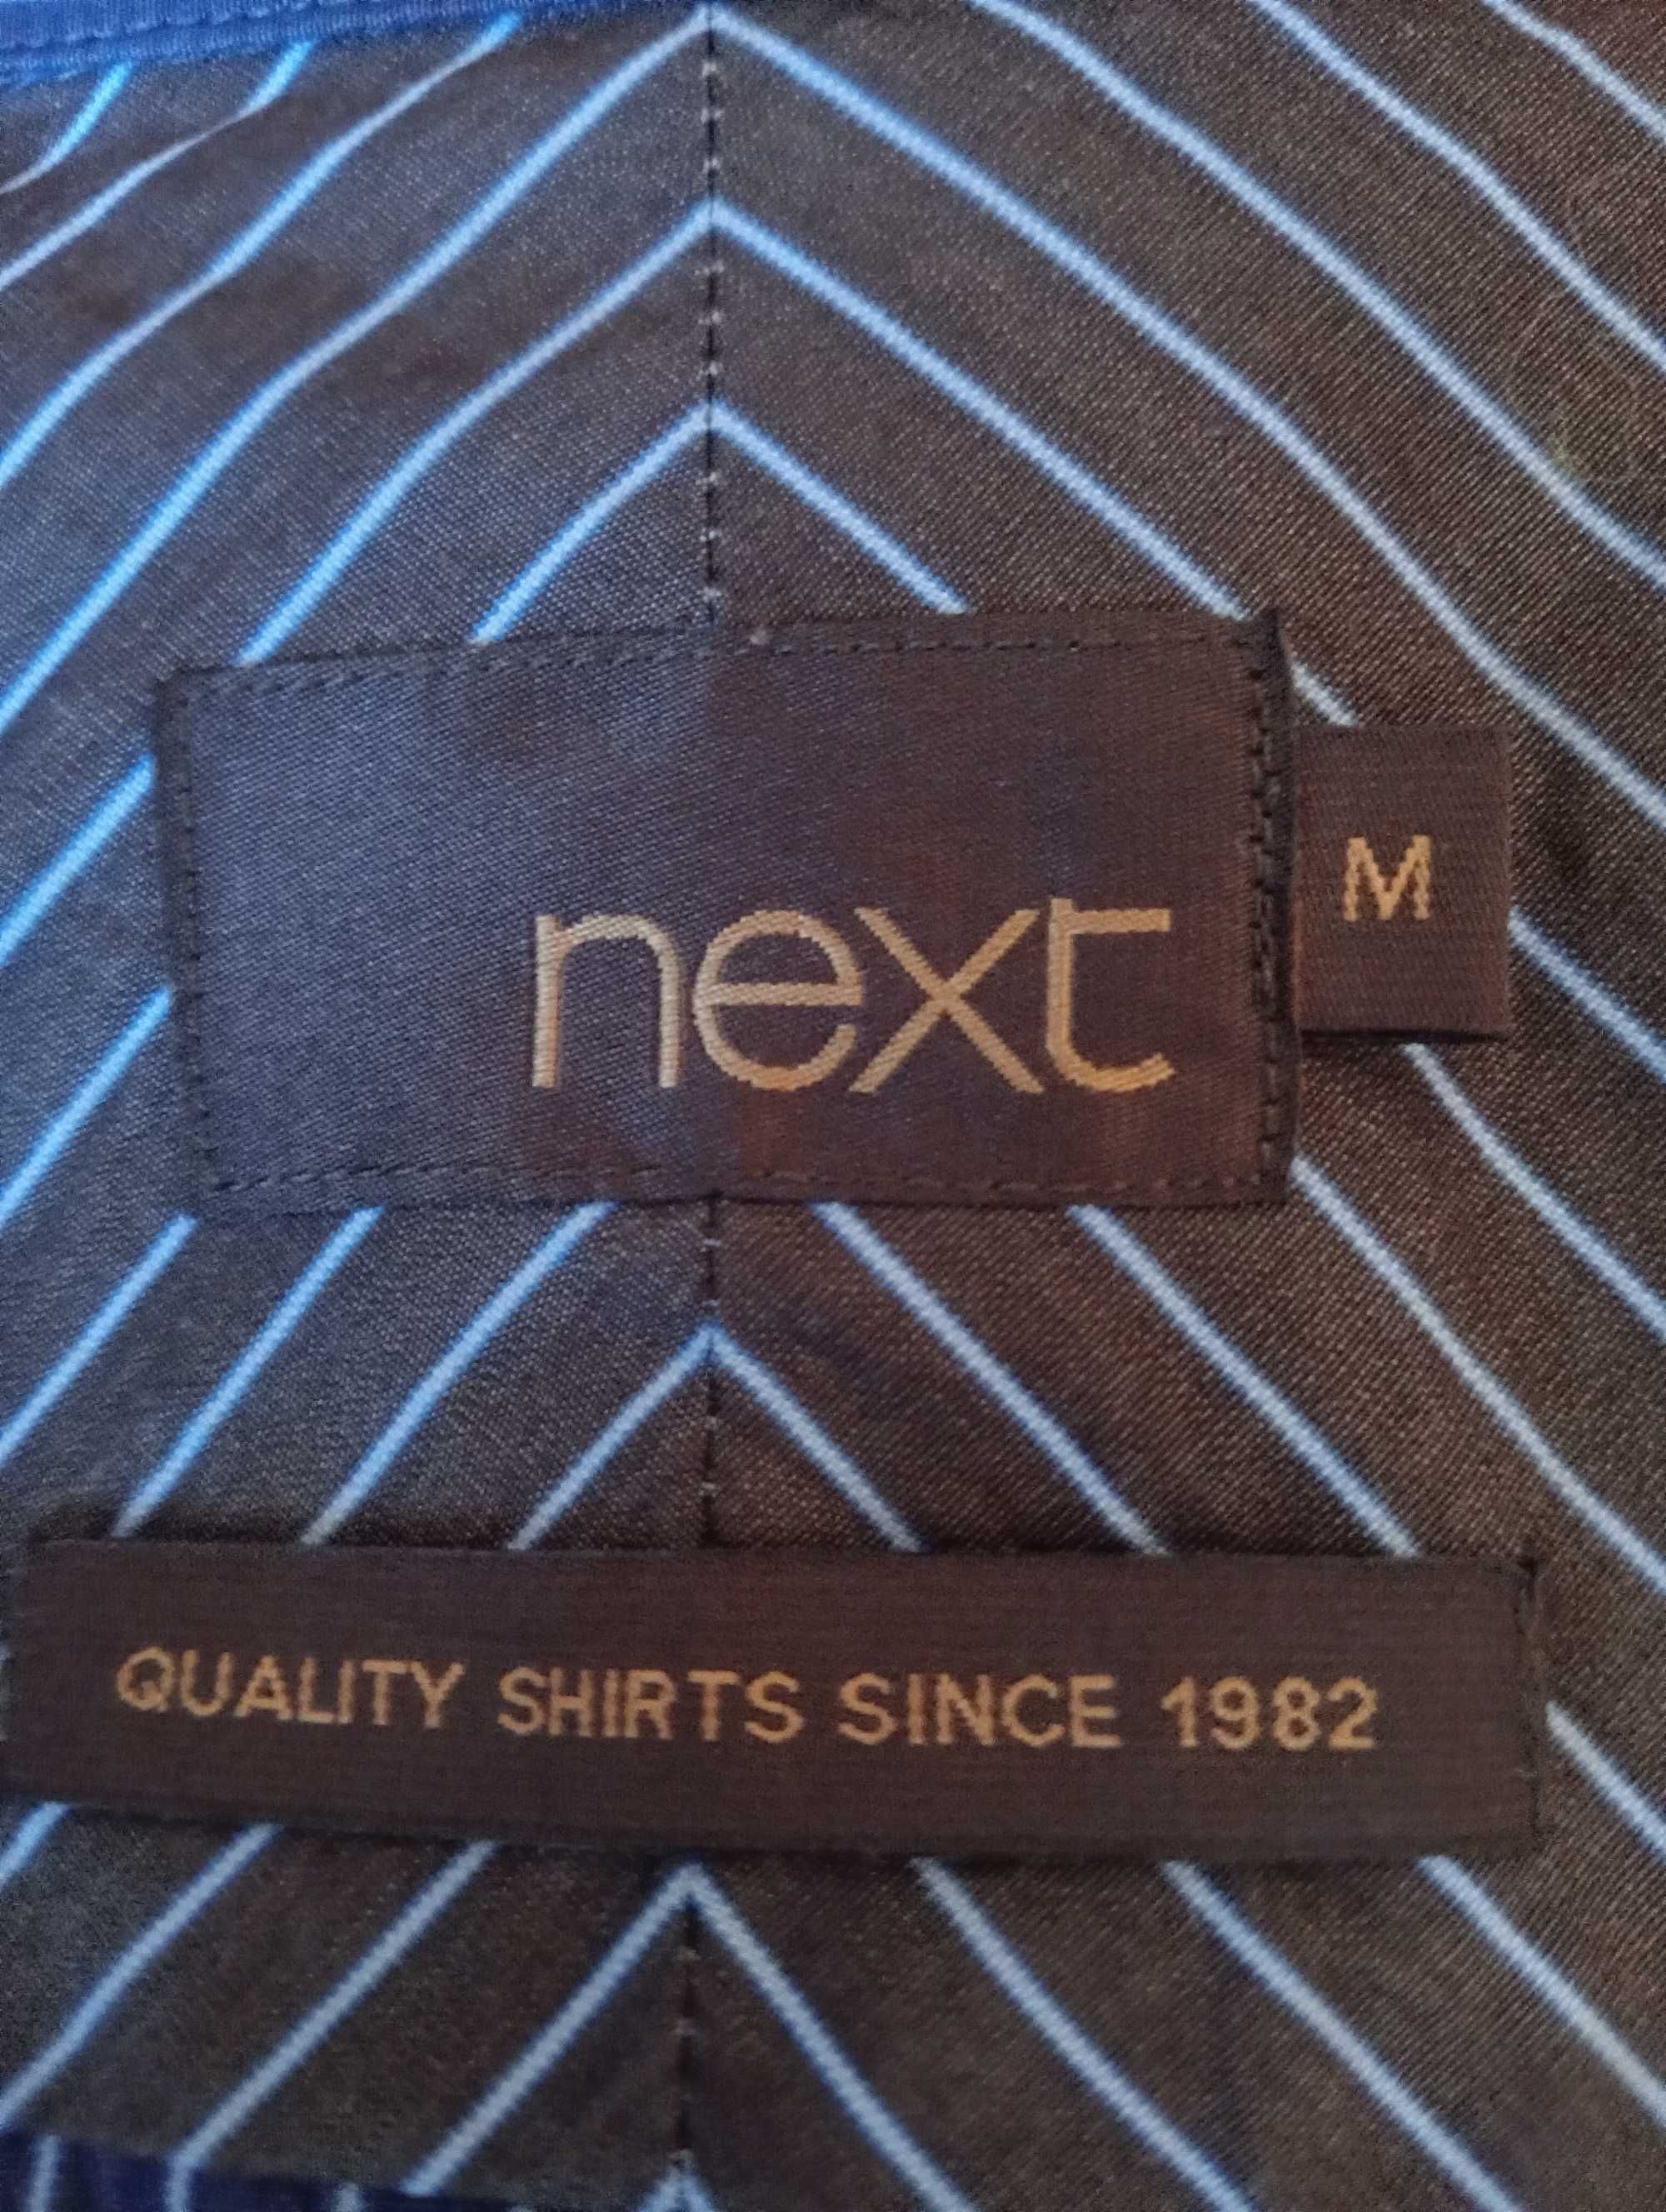 next
M
QUALITY SHIRTS SINCE 1982